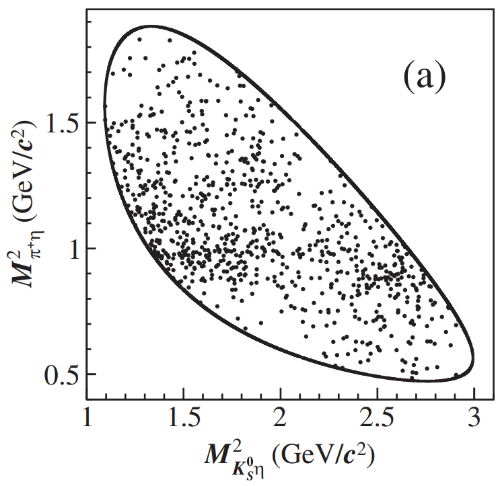 (a)
M²π⁺η (GeV/c²)
1.5
1
0.5
1 1.5 2 2.5 3
M²K⁰Sη (GeV/c²)